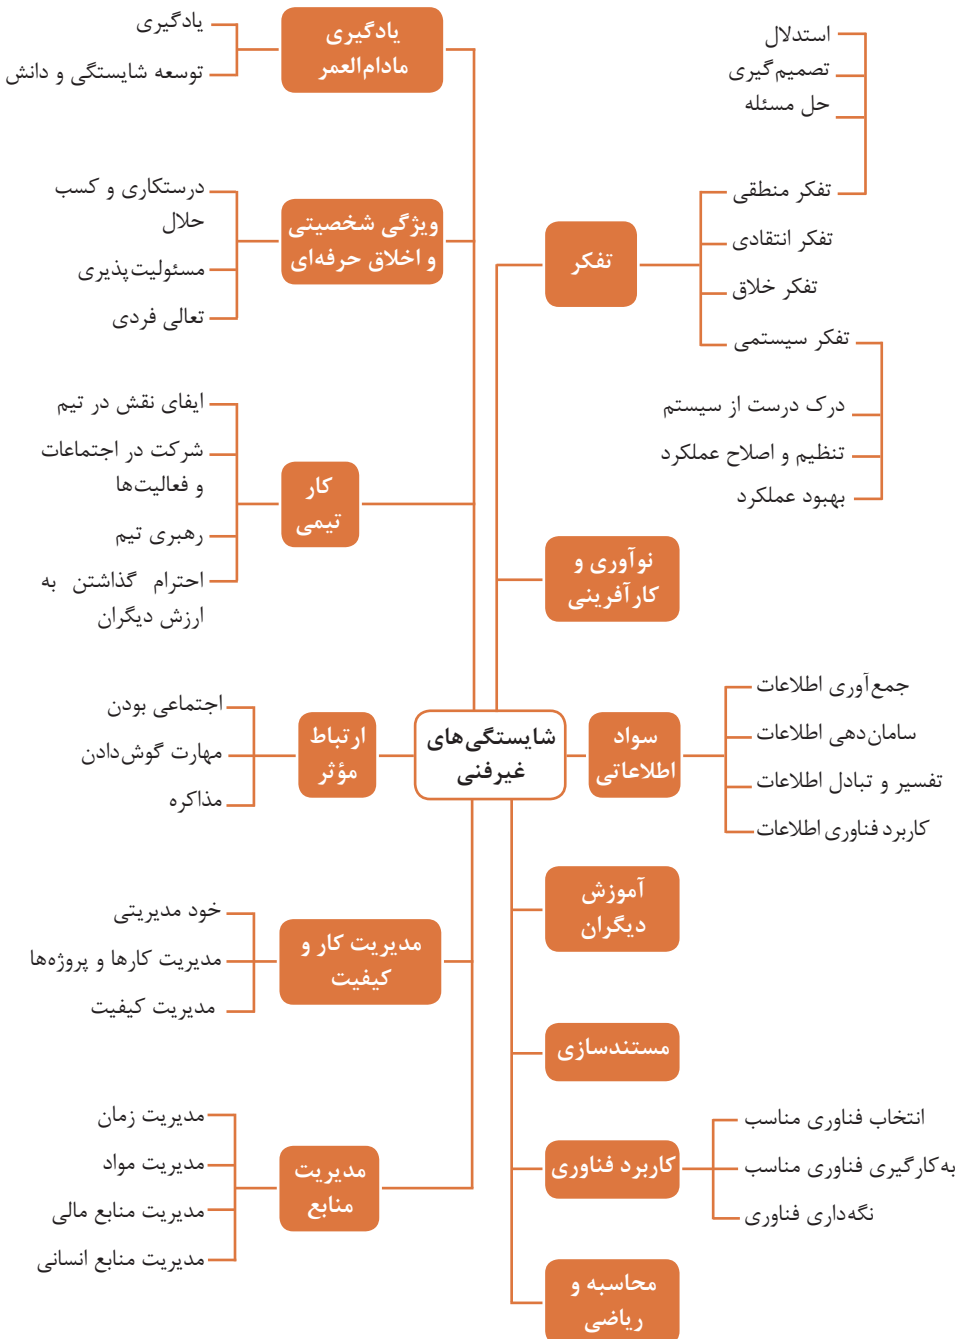 شایستگی‌های
غیرفنی
تفکر
تفکر منطقی
استدلال
تصمیم‌گیری
حل مسئله
تفکر انتقادی
تفکر خلاق
تفکر سیستمی
درک درست از سیستم
تنظیم و اصلاح عملکرد
بهبود عملکرد
نوآوری و
کارآفرینی
سواد
اطلاعاتی
جمع‌آوری اطلاعات
سامان‌دهی اطلاعات
تفسیر و تبادل اطلاعات
کاربرد فناوری اطلاعات
آموزش
دیگران
مستندسازی
کاربرد فناوری
انتخاب فناوری مناسب
به‌کارگیری فناوری مناسب
نگه‌داری فناوری
محاسبه و
ریاضی
یادگیری
مادام‌العمر
یادگیری
توسعه شایستگی و دانش
ویژگی شخصیتی
و اخلاق حرفه‌ای
درستکاری و کسب
حلال
مسئولیت‌پذیری
تعالی فردی
کار
تیمی
ایفای نقش در تیم
شرکت در اجتماعات
و فعالیت‌ها
رهبری تیم
احترام گذاشتن به
ارزش دیگران
ارتباط
مؤثر
اجتماعی بودن
مهارت گوش‌دادن
مذاکره
مدیریت کار و
کیفیت
خود مدیریتی
مدیریت کارها و پروژه‌ها
مدیریت کیفیت
مدیریت
منابع
مدیریت زمان
مدیریت مواد
مدیریت منابع مالی
مدیریت منابع انسانی